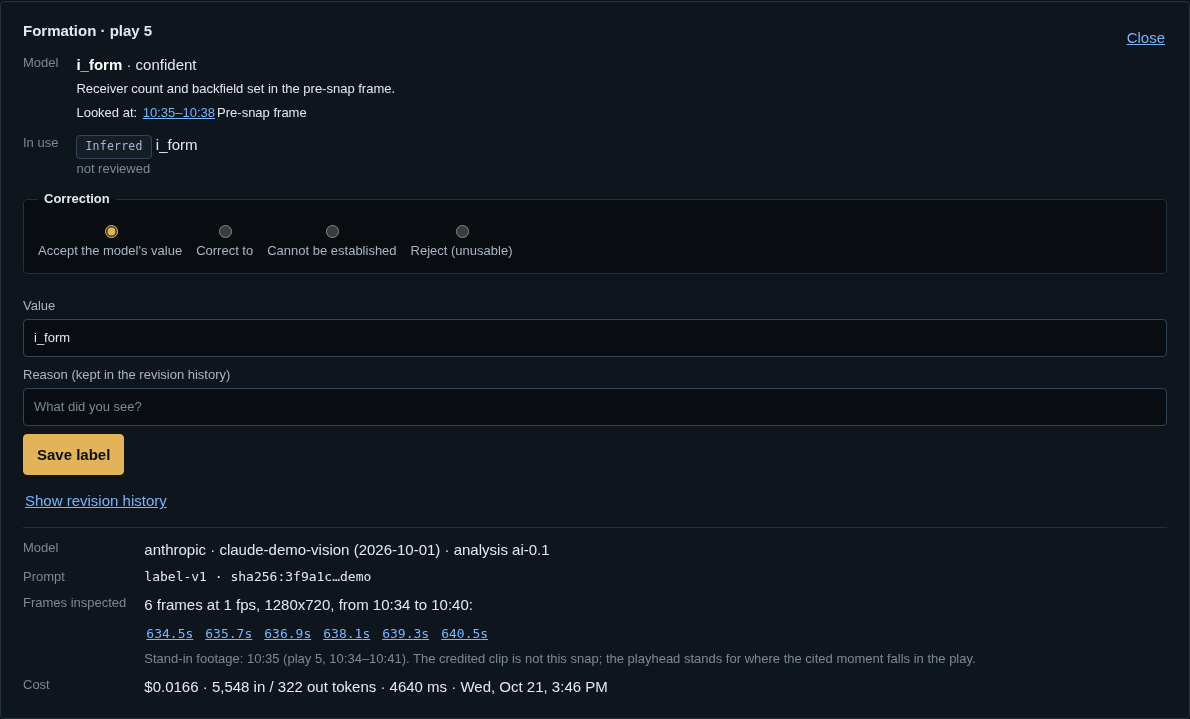 Formation · play 5
Close
Model
i_form · confident
Receiver count and backfield set in the pre-snap frame.
Looked at: 10:35–10:38 Pre-snap frame
In use
Inferred i_form
not reviewed
Correction
Accept the model's value
Correct to
Cannot be established
Reject (unusable)
Value
i_form
Reason (kept in the revision history)
What did you see?
Save label
Show revision history
Model
anthropic · claude-demo-vision (2026-10-01) · analysis ai-0.1
Prompt
label-v1 · sha256:3f9a1c…demo
Frames inspected
6 frames at 1 fps, 1280x720, from 10:34 to 10:40:
634.5s 635.7s 636.9s 638.1s 639.3s 640.5s
Stand-in footage: 10:35 (play 5, 10:34–10:41). The credited clip is not this snap; the playhead stands for where the cited moment falls in the play.
Cost
$0.0166 · 5,548 in / 322 out tokens · 4640 ms · Wed, Oct 21, 3:46 PM